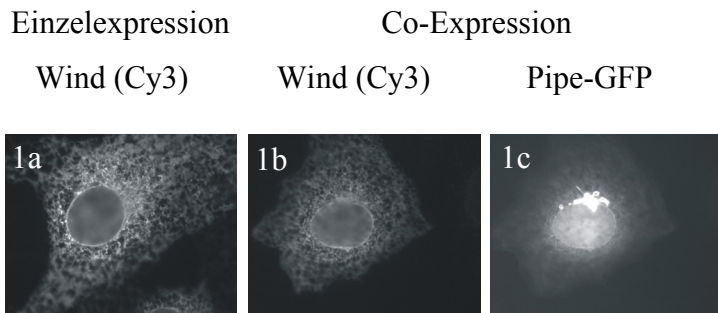 Einzelexpression Co-Expression
Wind (Cy3) Wind (Cy3) Pipe-GFP
1a 1b 1c